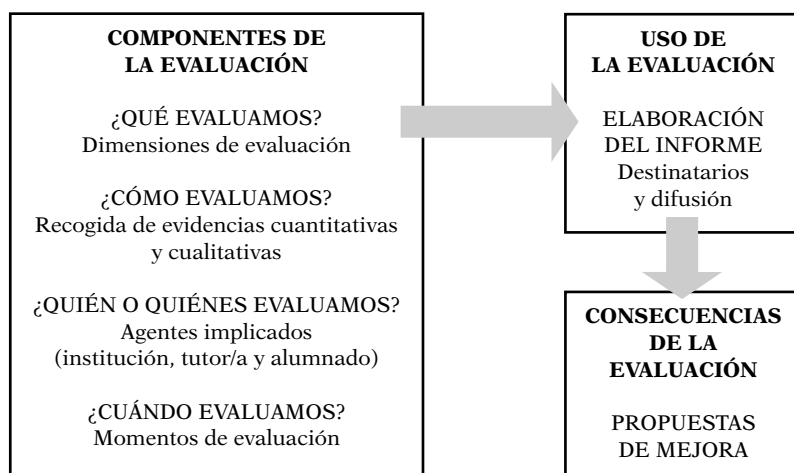 COMPONENTES DE
LA EVALUACIÓN
¿QUÉ EVALUAMOS?
Dimensiones de evaluación
¿CÓMO EVALUAMOS?
Recogida de evidencias cuantitativas
y cualitativas
¿QUIÉN O QUIÉNES EVALUAMOS?
Agentes implicados
(institución, tutor/a y alumnado)
¿CUÁNDO EVALUAMOS?
Momentos de evaluación
USO DE
LA EVALUACIÓN
ELABORACIÓN
DEL INFORME
Destinatarios
y difusión
CONSECUENCIAS
DE LA
EVALUACIÓN
PROPUESTAS
DE MEJORA